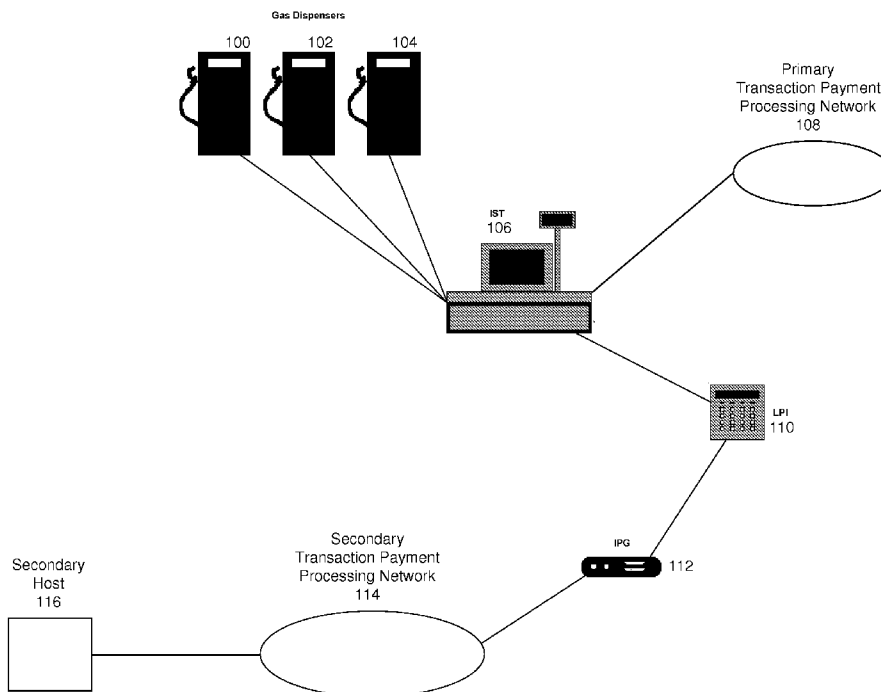 Gas Dispensers
100
102
104
Primary
Transaction Payment
Processing Network
108
IST
106
LPI
110
IPG
112
Secondary
Transaction Payment
Processing Network
114
Secondary
Host
116